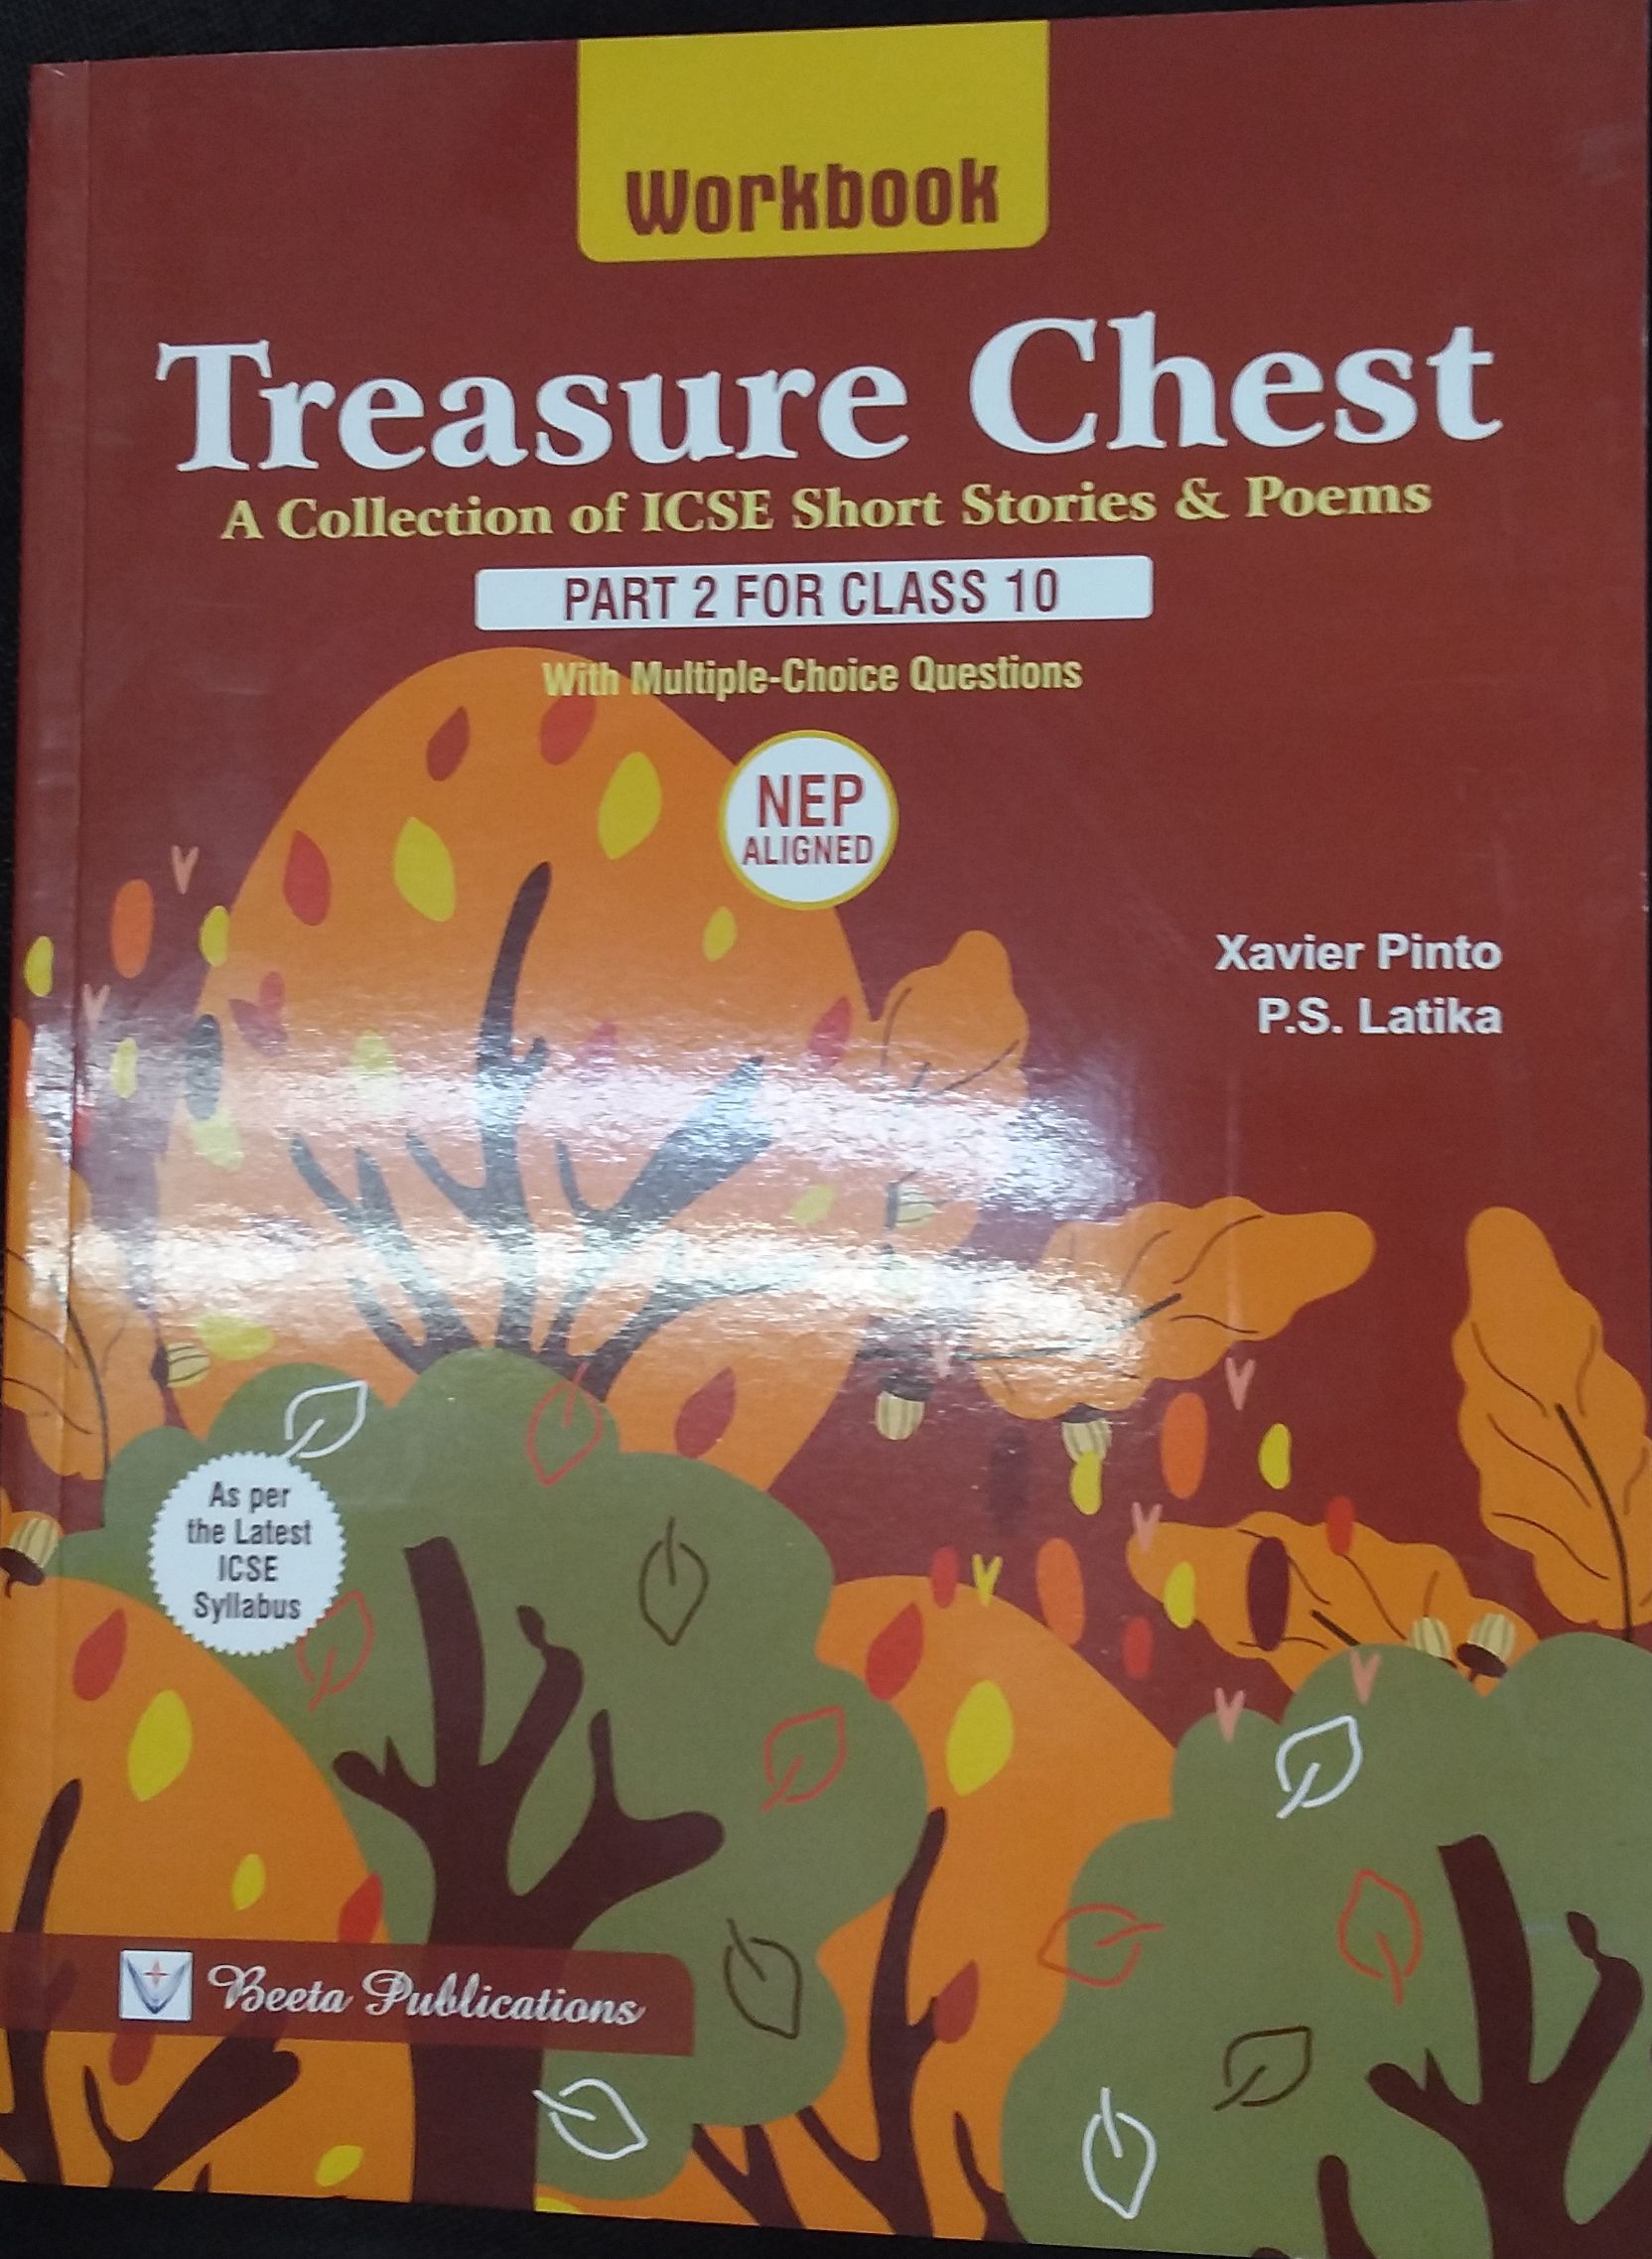 Workbook
Treasure Chest
A Collection of ICSE Short Stories & Poems
PART 2 FOR CLASS 10
With Multiple-Choice Questions
NEP
ALIGNED
Xavier Pinto
P.S. Latika
As per
the Latest
ICSE
Syllabus
Beeta Publications